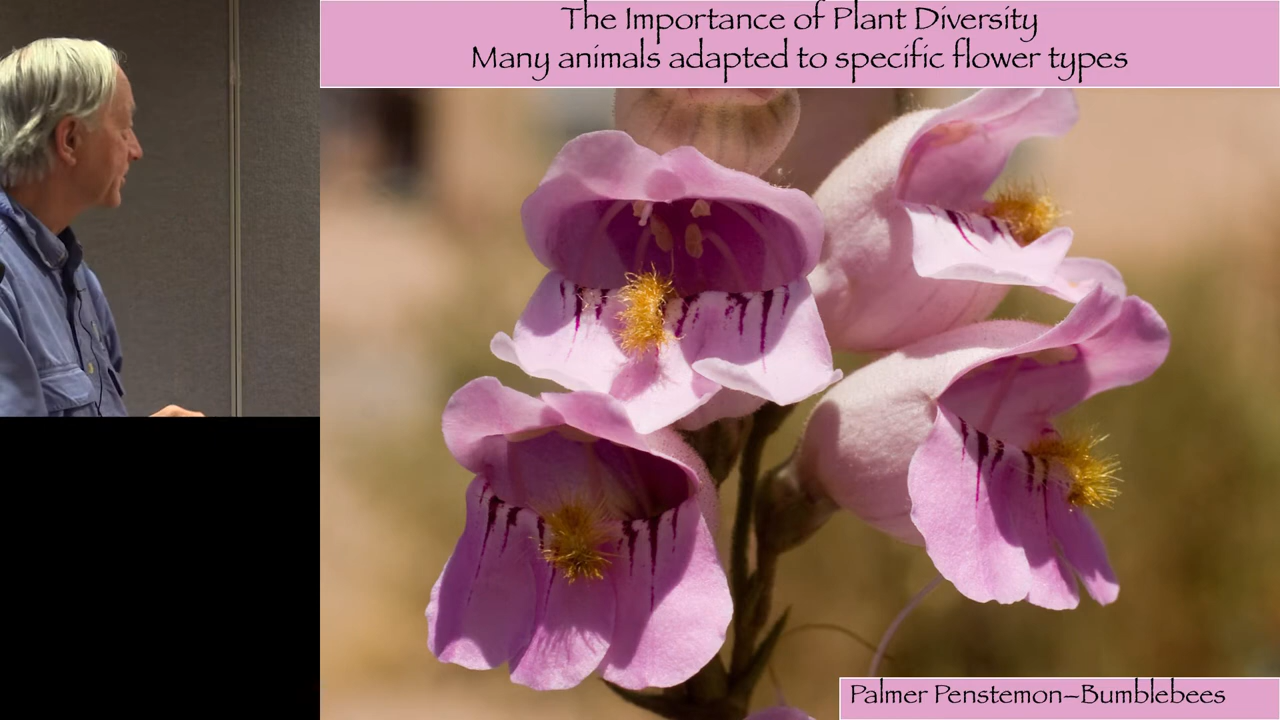 The Importance of Plant Diversity
Many animals adapted to specific flower types
Palmer Penstemon–Bumblebees